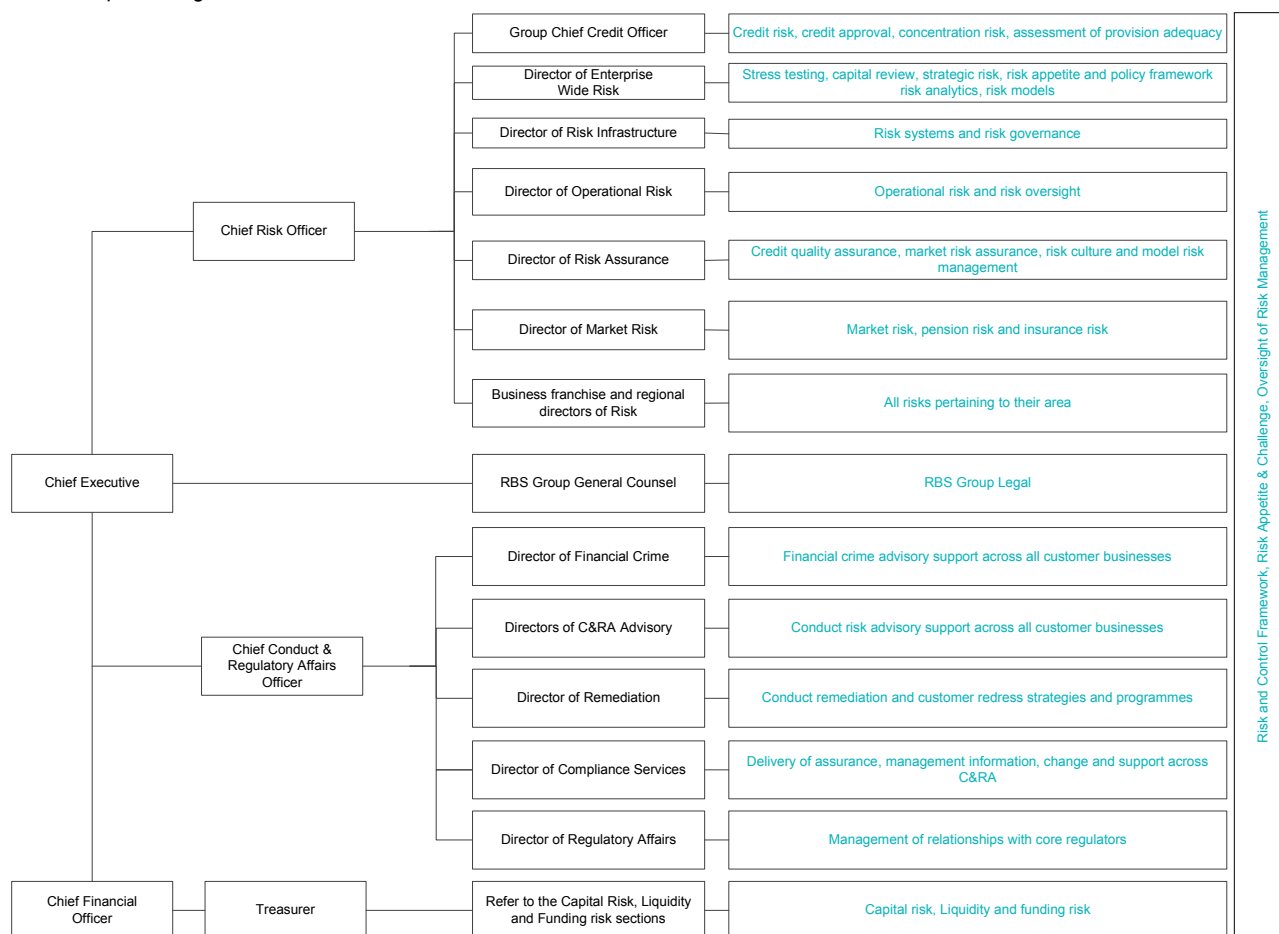 Group Chief Credit Officer
Credit risk, credit approval, concentration risk, assessment of provision adequacy
Director of Enterprise
Wide Risk
Stress testing, capital review, strategic risk, risk appetite and policy framework
risk analytics, risk models
Director of Risk Infrastructure
Risk systems and risk governance
Director of Operational Risk
Operational risk and risk oversight
Chief Risk Officer
Director of Risk Assurance
Credit quality assurance, market risk assurance, risk culture and model risk
management
Director of Market Risk
Market risk, pension risk and insurance risk
Business franchise and regional
directors of Risk
All risks pertaining to their area
Chief Executive
RBS Group General Counsel
RBS Group Legal
Director of Financial Crime
Financial crime advisory support across all customer businesses
Directors of C&RA Advisory
Conduct risk advisory support across all customer businesses
Chief Conduct &
Regulatory Affairs
Officer
Director of Remediation
Conduct remediation and customer redress strategies and programmes
Director of Compliance Services
Delivery of assurance, management information, change and support across
C&RA
Director of Regulatory Affairs
Management of relationships with core regulators
Chief Financial
Officer
Treasurer
Refer to the Capital Risk, Liquidity
and Funding risk sections
Capital risk, Liquidity and funding risk
Risk and Control Framework, Risk Appetite & Challenge, Oversight of Risk Management